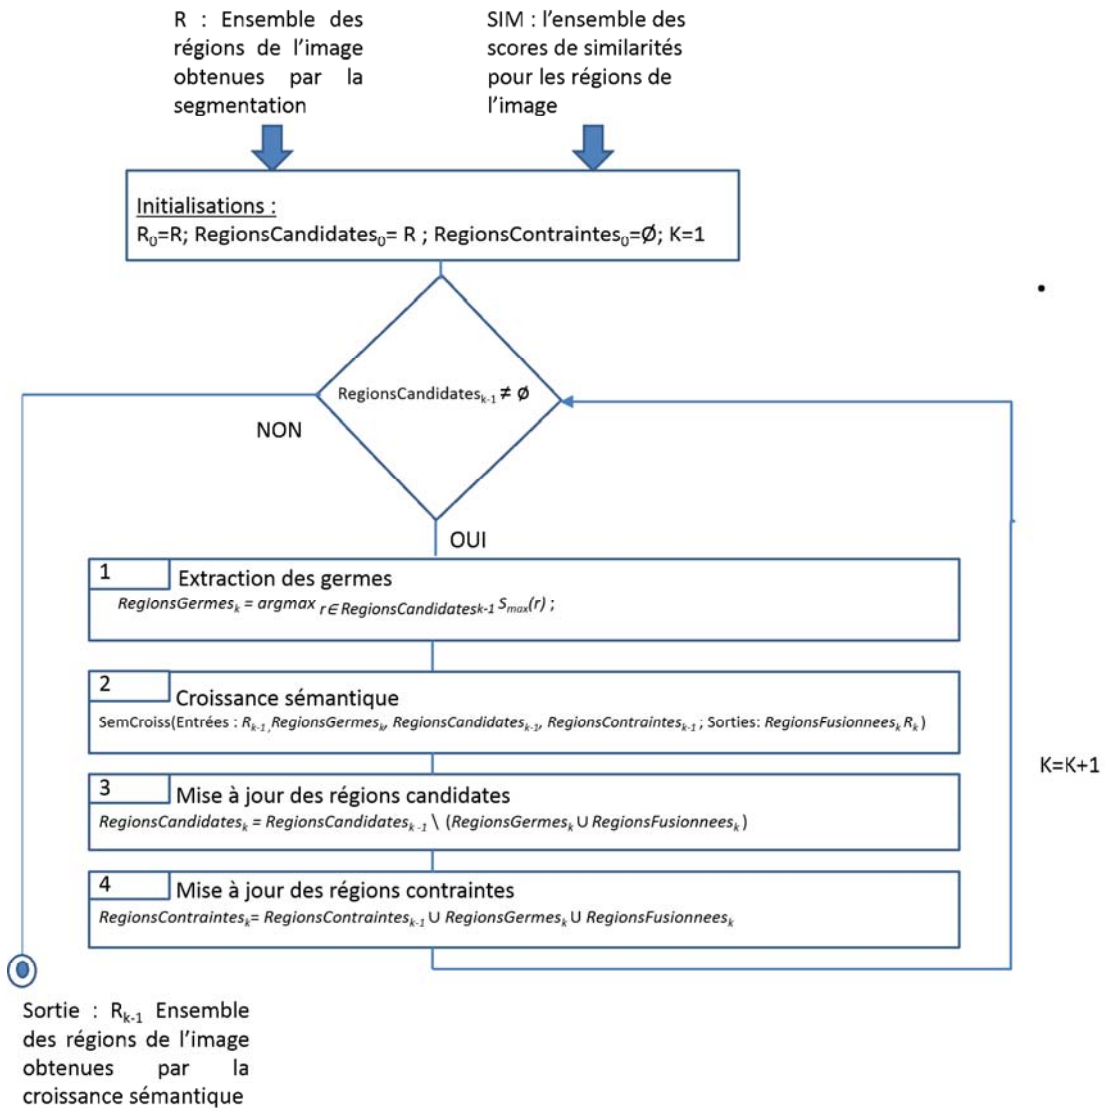 R : Ensemble des
régions de l'image
obtenues par la
segmentation
SIM : l'ensemble des
scores de similarités
pour les régions de
l'image
Initialisations :
R₀=R; RegionsCandidates₀= R ; RegionsContraintes₀=Ø; K=1
RegionsCandidatesₖ₋₁ ≠ ø
NON
OUI
1
Extraction des germes
RegionsGermesₖ = argmax r ∈ RegionsCandidatesk-1 Sₘₐₓ(r) ;
2
Croissance sémantique
SemCroiss(Entrées : Rₖ₋₁, RegionsGermesₖ, RegionsCandidatesₖ₋₁, RegionsContraintesₖ₋₁ ; Sorties: RegionsFusionneesₖ Rₖ)
3
Mise à jour des régions candidates
RegionsCandidatesₖ = RegionsCandidatesₖ₋₁ \ (RegionsGermesₖ ∪ RegionsFusionneesₖ)
4
Mise à jour des régions contraintes
RegionsContraintesₖ= RegionsContraintesₖ₋₁ ∪ RegionsGermesₖ ∪ RegionsFusionneesₖ
K=K+1
Sortie : Rₖ₋₁ Ensemble
des régions de l'image
obtenues par la
croissance sémantique